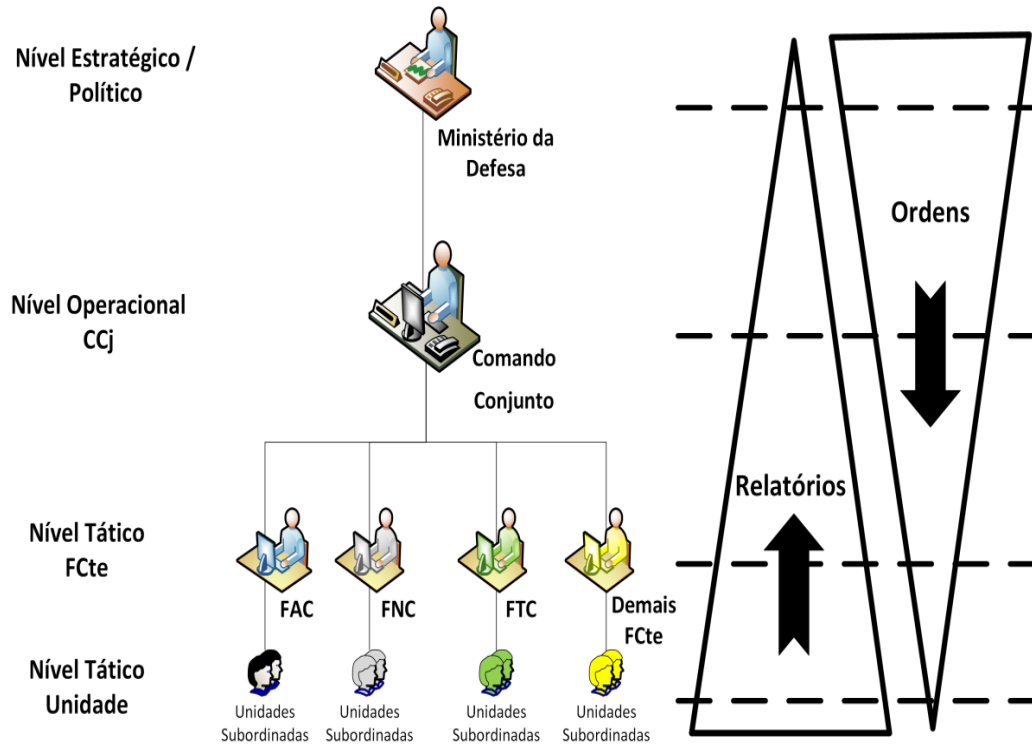 Nível Estratégico /
Político
Ministério da
Defesa
Ordens
Nível Operacional
CCj
Comando
Conjunto
Relatórios
Nível Tático
FCte
FAC
FNC
FTC
Demais
FCte
Nível Tático
Unidade
Unidades
Subordinadas
Unidades
Subordinadas
Unidades
Subordinadas
Unidades
Subordinadas